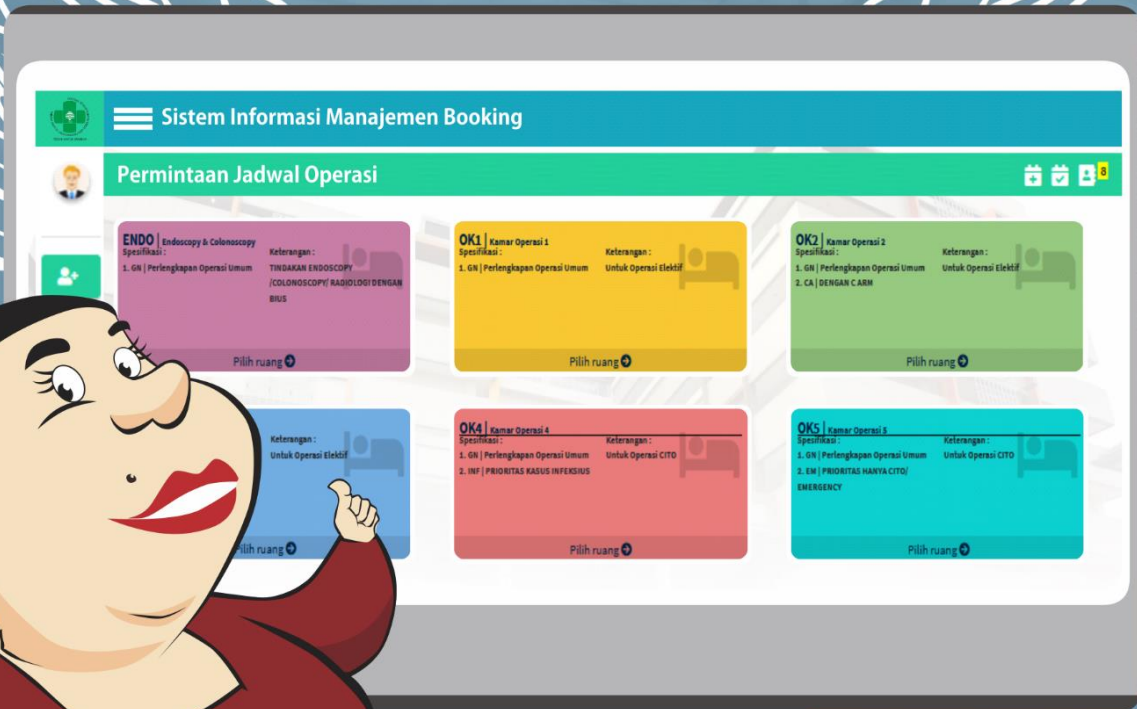 Sistem Informasi Manajemen Booking
Permintaan Jadwal Operasi
8
ENDO | Endoscopy & Colonoscopy
Spesifikasi :
1. GN | Perlengkapan Operasi Umum
Keterangan :
TINDAKAN ENDOSCOPY
/COLONOSCOPY/ RADIOLOGI DENGAN
BIUS
Pilih ruang
OK1 | Kamar Operasi 1
Spesifikasi :
1. GN | Perlengkapan Operasi Umum
Keterangan :
Untuk Operasi Elektif
Pilih ruang
OK2 | Kamar Operasi 2
Spesifikasi :
1. GN | Perlengkapan Operasi Umum
2. CA | DENGAN C ARM
Keterangan :
Untuk Operasi Elektif
Pilih ruang
Keterangan :
Untuk Operasi Elektif
Pilih ruang
OK4 | Kamar Operasi 4
Spesifikasi :
1. GN | Perlengkapan Operasi Umum
2. INF | PRIORITAS KASUS INFEKSIUS
Keterangan :
Untuk Operasi CITO
Pilih ruang
OK5 | Kamar Operasi 5
Spesifikasi :
1. GN | Perlengkapan Operasi Umum
2. EM | PRIORITAS HANYA CITO/
EMERGENCY
Keterangan :
Untuk Operasi CITO
Pilih ruang